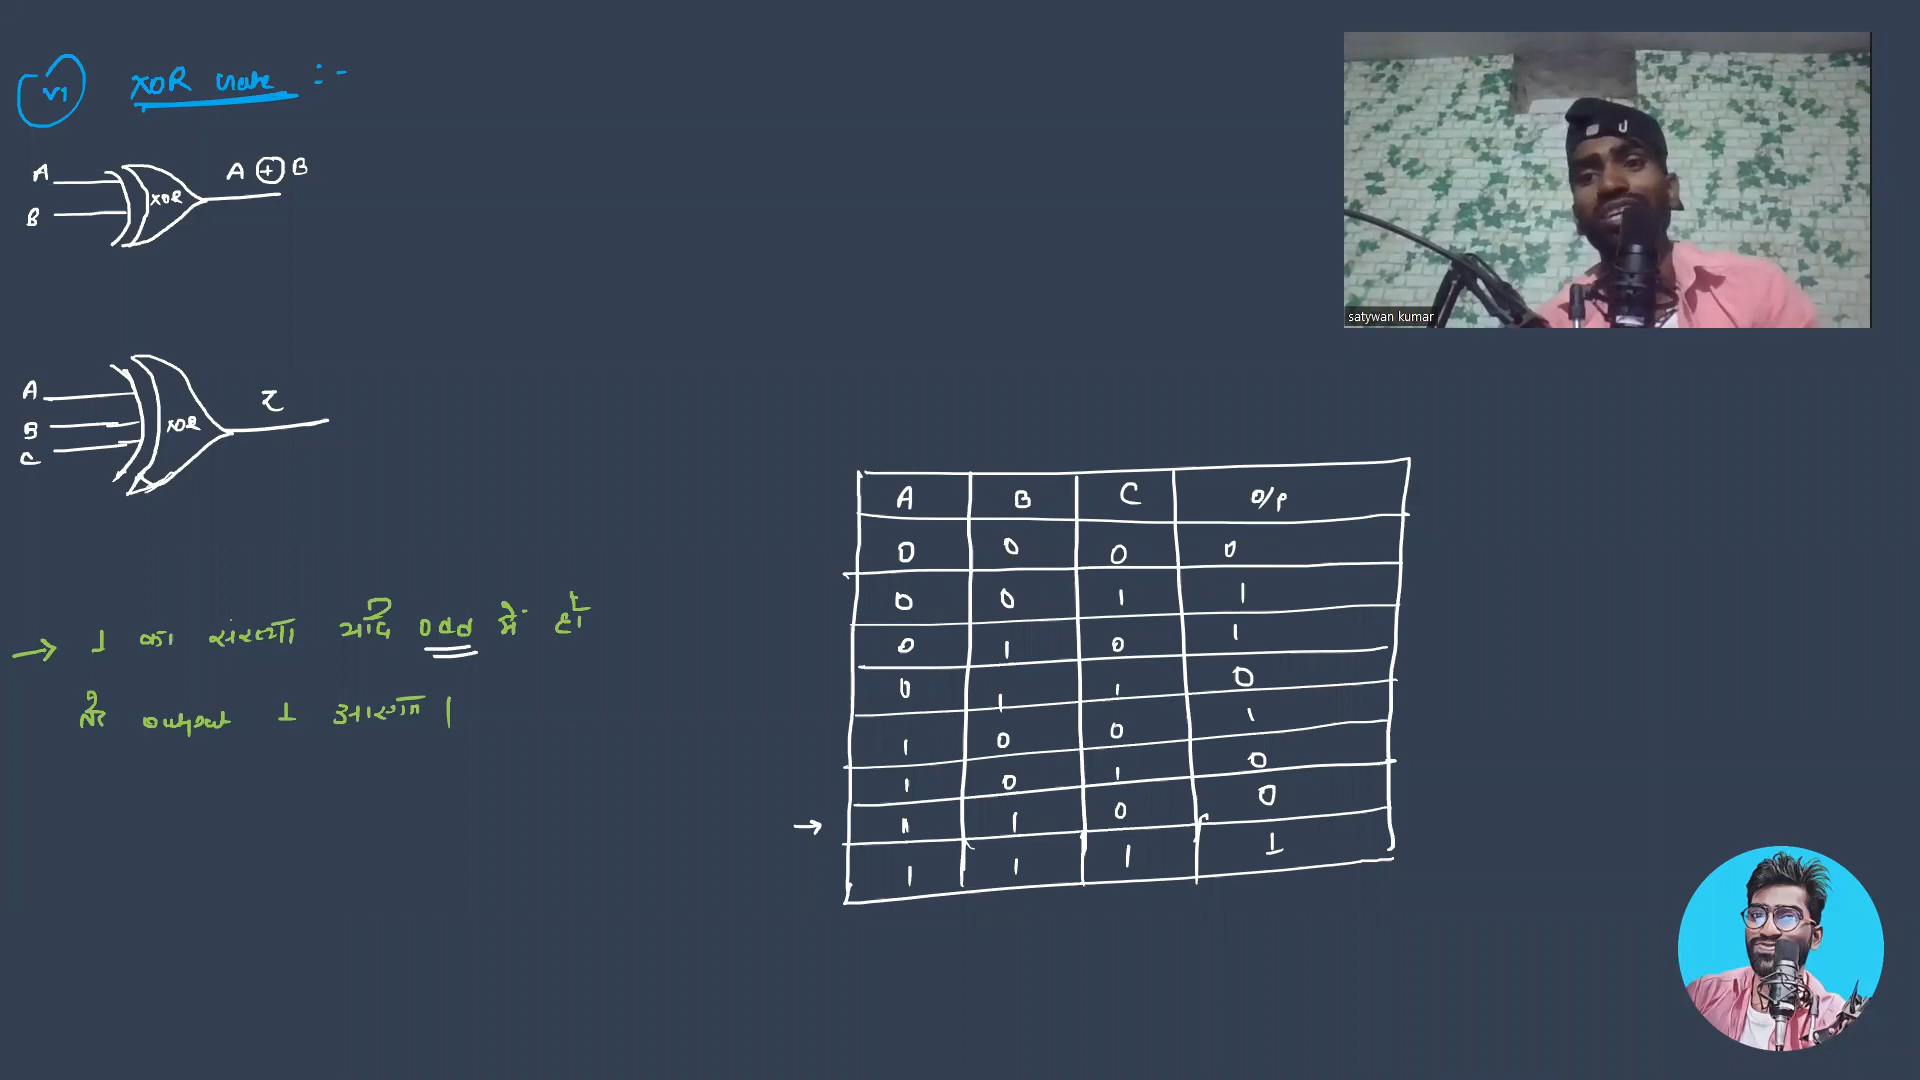 VI XOR Gate :-
A
B
XOR
A ⊕ B
A
B
C
XOR
Z
→ 1 का संख्या यदि odd में हो
तो output 1 आएगा |
A B C O/P
0 0 0 0
0 0 1 1
0 1 0 1
0 1 1 0
1 0 0 1
1 0 1 0
→ 1 1 0 0
1 1 1 1
satywan kumar